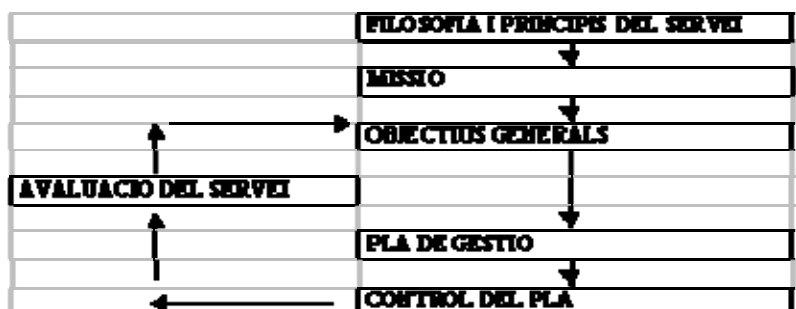 FILOSOFIA I PRINCIPIS DEL SERVEI
MISSIO
OBJECTIUS GENERALS
AVALUACIO DEL SERVEI
PLA DE GESTIO
CONTROL DEL PLA